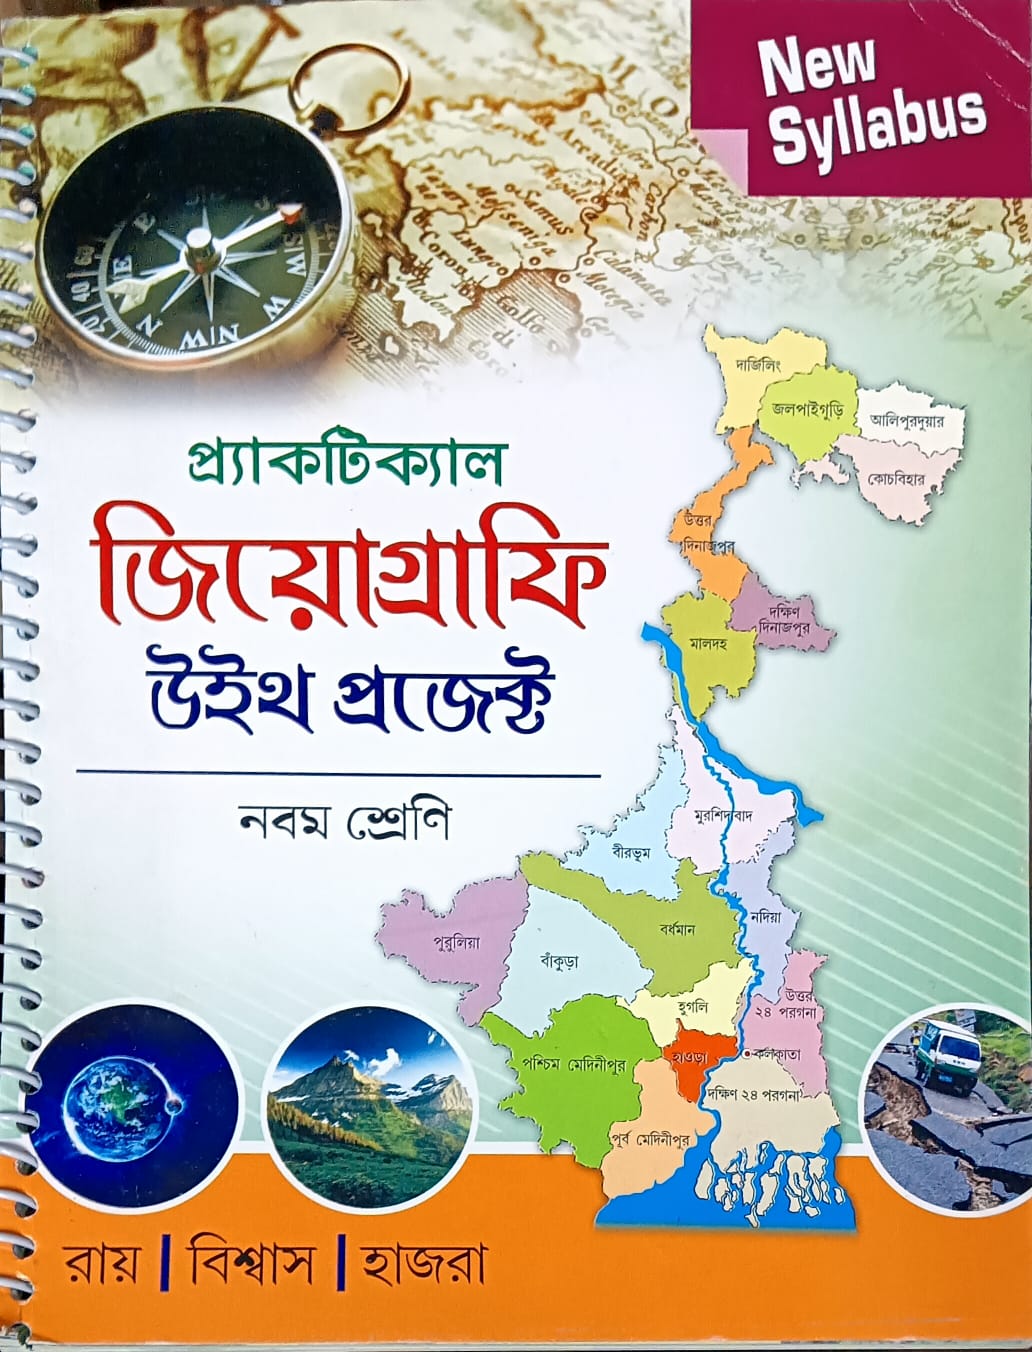 New
Syllabus
প্র্যাকটিক্যাল
জিয়োগ্রাফি
উইথ প্রজেক্ট
নবম শ্রেণি
দার্জিলিং
জলপাইগুড়ি
আলিপুরদুয়ার
কোচবিহার
উত্তর
দিনাজপুর
দক্ষিণ
দিনাজপুর
মালদহ
মুরশিদাবাদ
বীরভূম
নদিয়া
বর্ধমান
পুরুলিয়া
বাঁকুড়া
হুগলি
উত্তর
২৪ পরগনা
হাওড়া
কলকাতা
পশ্চিম মেদিনীপুর
দক্ষিণ ২৪ পরগনা
পূর্ব মেদিনীপুর
রায় | বিশ্বাস | হাজরা